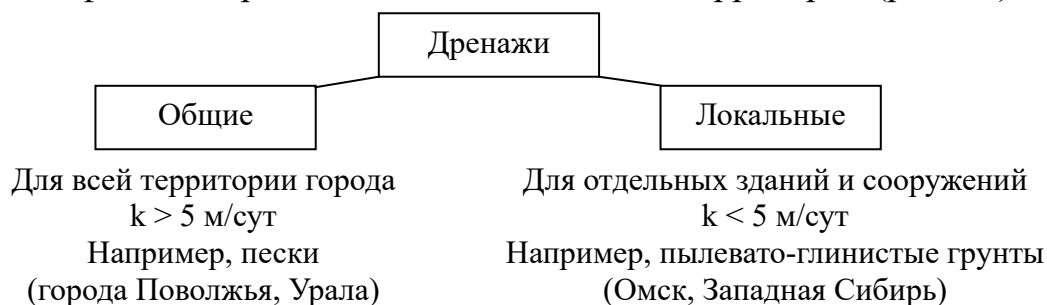 Дренажи
Общие
Локальные
Для всей территории города
k > 5 м/сут
Например, пески
(города Поволжья, Урала)
Для отдельных зданий и сооружений
k < 5 м/сут
Например, пылевато-глинистые грунты
(Омск, Западная Сибирь)